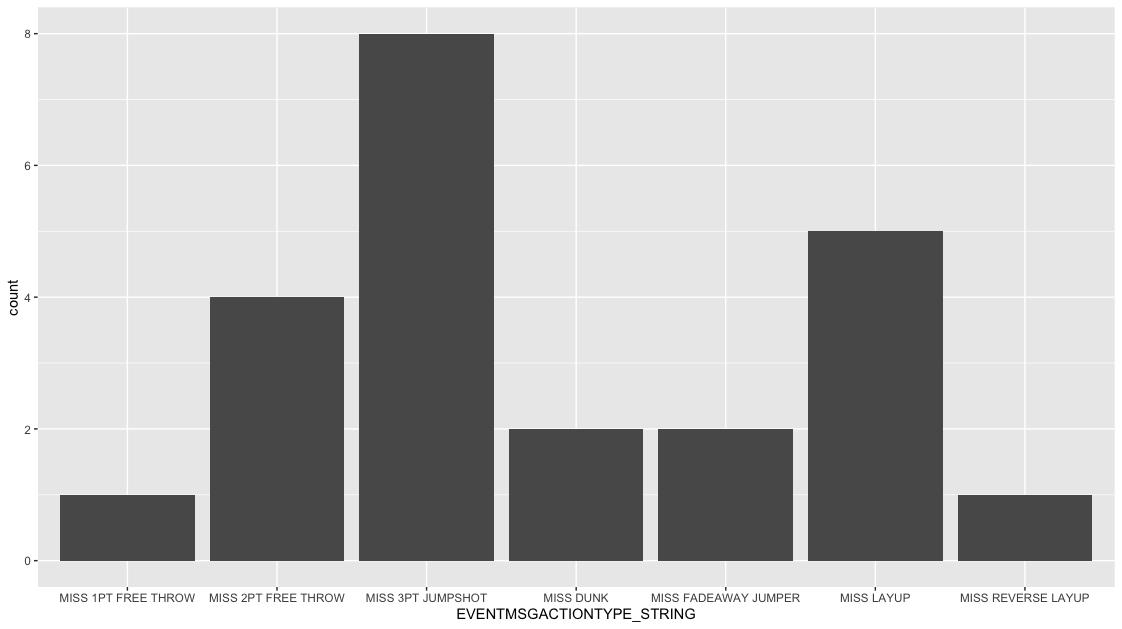 8
6
4
2
0
count
MISS 1PT FREE THROW
MISS 2PT FREE THROW
MISS 3PT JUMPSHOT
MISS DUNK
MISS FADEAWAY JUMPER
MISS LAYUP
MISS REVERSE LAYUP
EVENTMSGACTIONTYPE_STRING